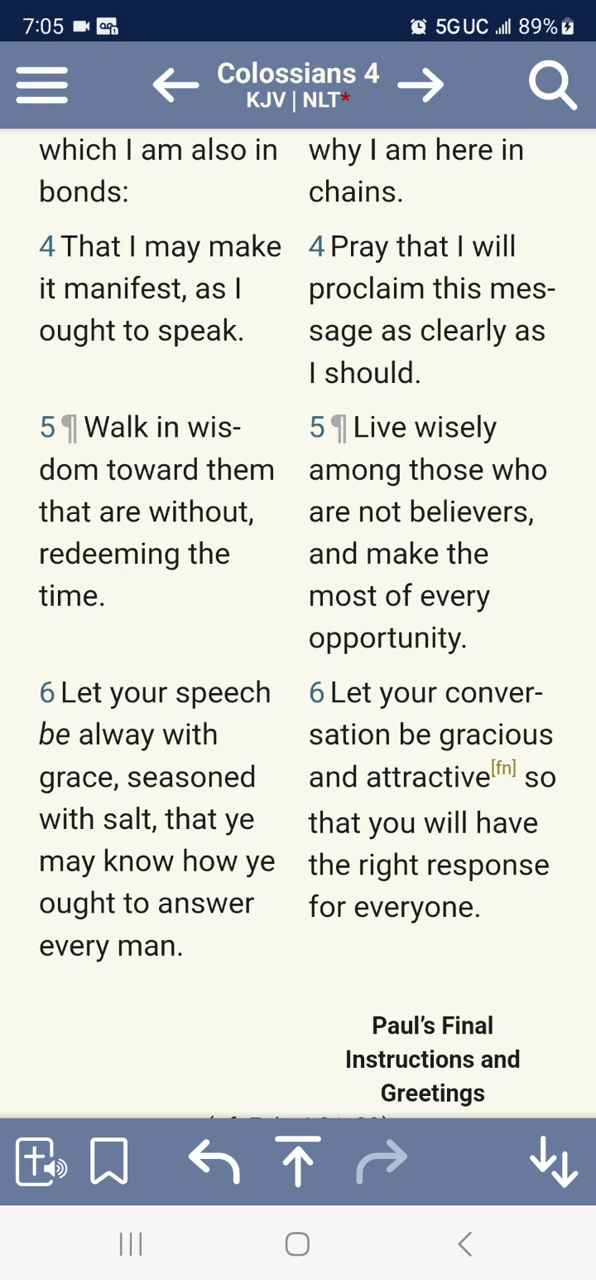 7:05
5G UC 89%
Colossians 4
KJV | NLT*
which I am also in
bonds:
4 That I may make
it manifest, as I
ought to speak.
5 ¶ Walk in wis-
dom toward them
that are without,
redeeming the
time.
6 Let your speech
be alway with
grace, seasoned
with salt, that ye
may know how ye
ought to answer
every man.
why I am here in
chains.
4 Pray that I will
proclaim this mes-
sage as clearly as
I should.
5 ¶ Live wisely
among those who
are not believers,
and make the
most of every
opportunity.
6 Let your conver-
sation be gracious
and attractive[fn] so
that you will have
the right response
for everyone.
Paul’s Final
Instructions and
Greetings